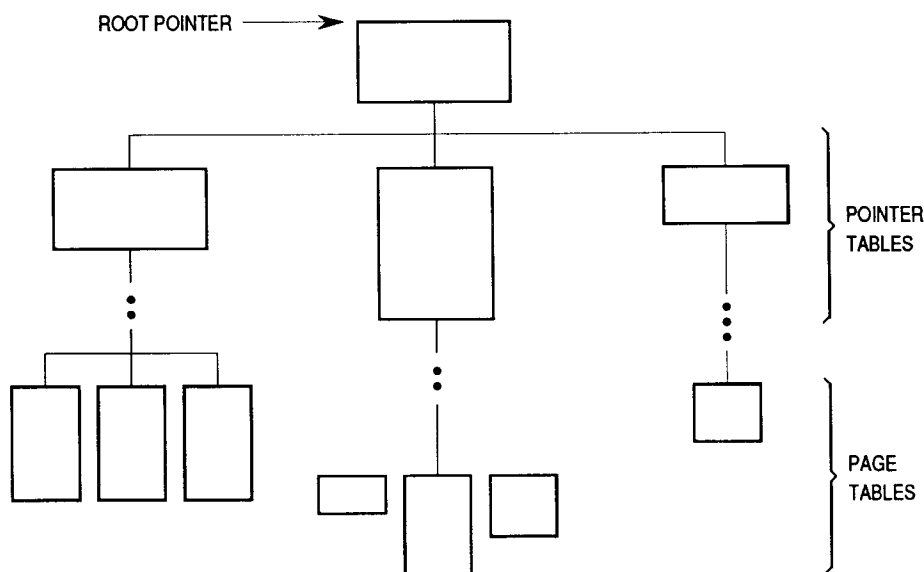 ROOT POINTER
POINTER
TABLES
PAGE
TABLES